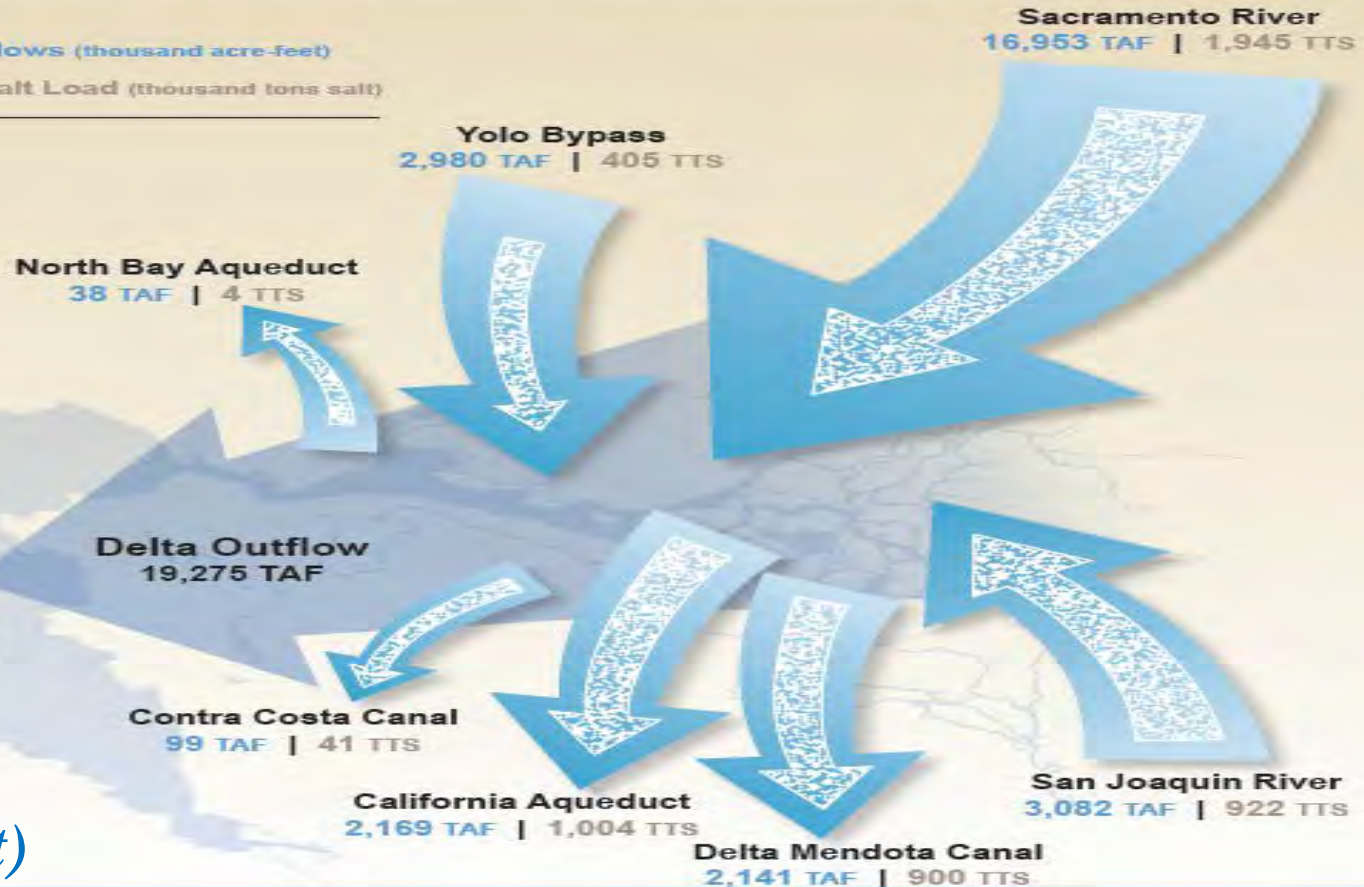 lows (thousand acre-feet)
alt Load (thousand tons salt)
Sacramento River
16,953 TAF | 1,945 TTS
Yolo Bypass
2,980 TAF | 405 TTS
North Bay Aqueduct
38 TAF | 4 TTS
Delta Outflow
19,275 TAF
Contra Costa Canal
99 TAF | 41 TTS
California Aqueduct
2,169 TAF | 1,004 TTS
Delta Mendota Canal
2,141 TAF | 900 TTS
San Joaquin River
3,082 TAF | 922 TTS
t)